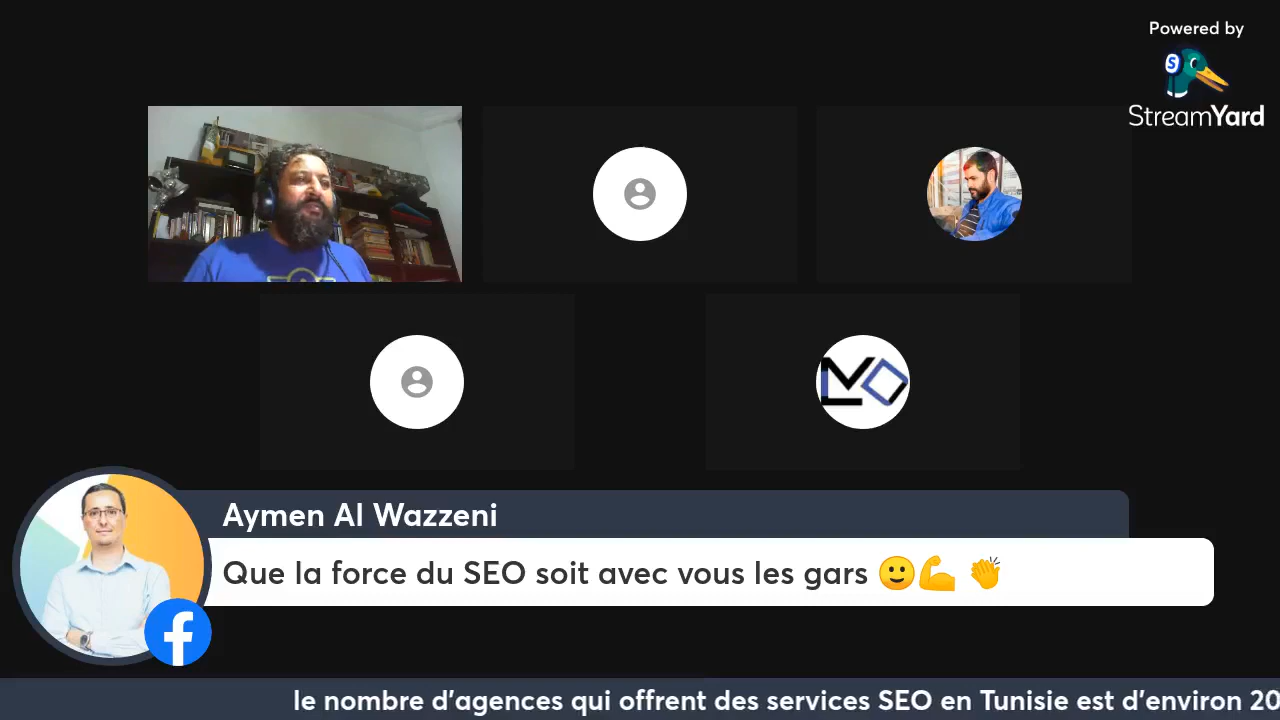 Powered by
S
StreamYard
Aymen Al Wazzeni
Que la force du SEO soit avec vous les gars 🙂💪 👏
le nombre d'agences qui offrent des services SEO en Tunisie est d'environ 20